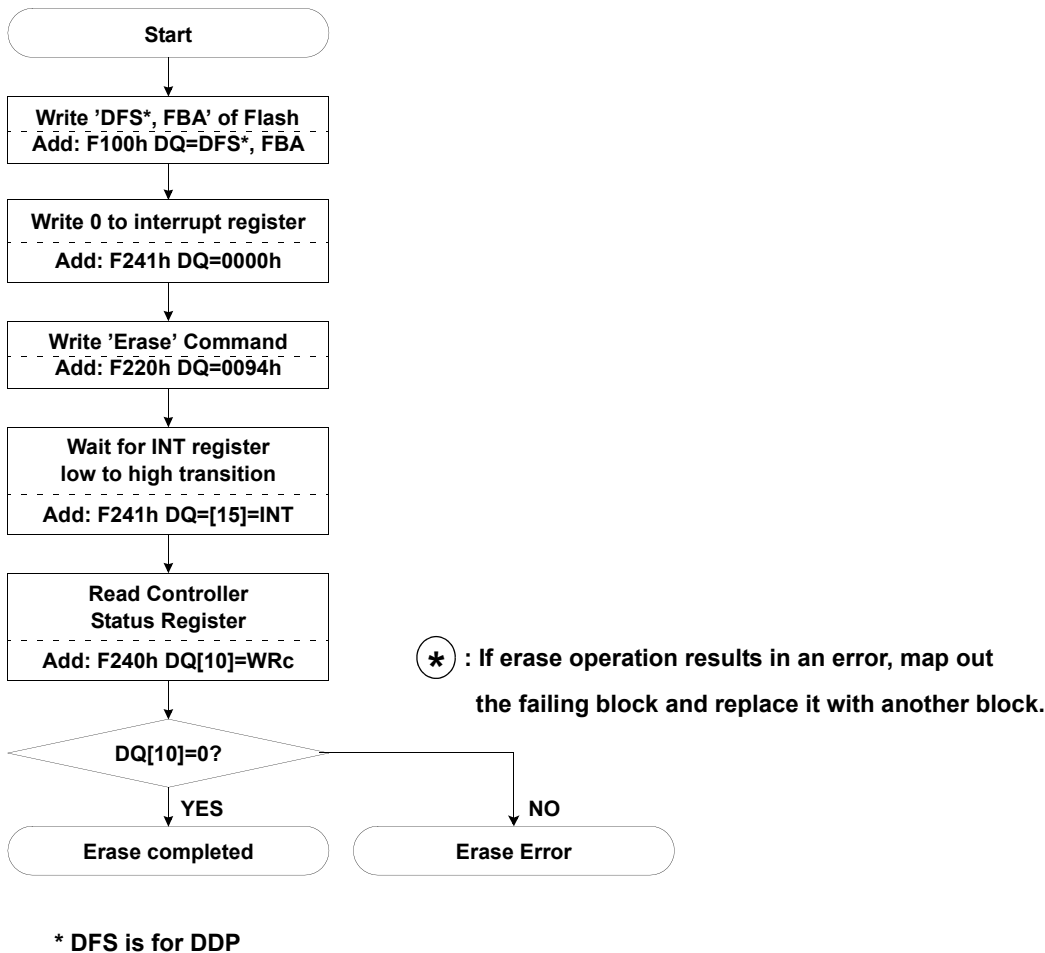 Start
Write ’DFS*, FBA’ of Flash
Add: F100h DQ=DFS*, FBA
Write 0 to interrupt register
Add: F241h DQ=0000h
Write ’Erase’ Command
Add: F220h DQ=0094h
Wait for INT register
low to high transition
Add: F241h DQ=[15]=INT
Read Controller
Status Register
Add: F240h DQ[10]=WRc
* : If erase operation results in an error, map out
the failing block and replace it with another block.
DQ[10]=0?
YES
NO
Erase completed
Erase Error
* DFS is for DDP